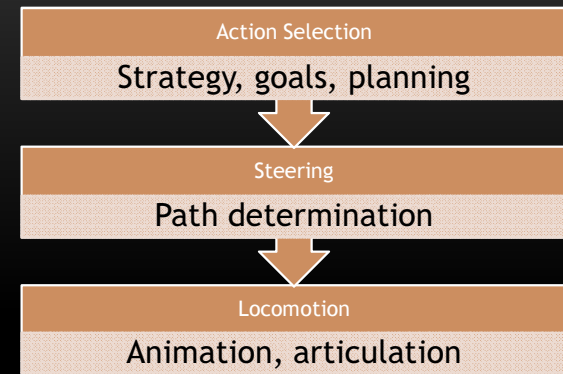 Action Selection
Strategy, goals, planning
Steering
Path determination
Locomotion
Animation, articulation